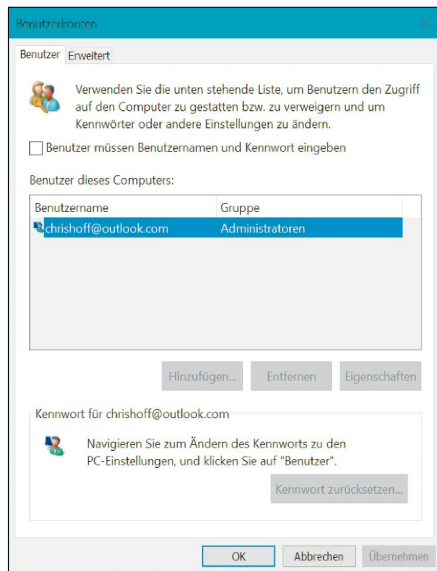 Benutzerkonten
Benutzer Erweitert
Verwenden Sie die unten stehende Liste, um Benutzern den Zugriff
auf den Computer zu gestatten bzw. zu verweigern und um
Kennwörter oder andere Einstellungen zu ändern.
Benutzer müssen Benutzernamen und Kennwort eingeben
Benutzer dieses Computers:
Benutzername Gruppe
chrishoff@outlook.com Administratoren
Hinzufügen... Entfernen Eigenschaften
Kennwort für chrishoff@outlook.com
Navigieren Sie zum Ändern des Kennworts zu den
PC-Einstellungen, und klicken Sie auf "Benutzer".
Kennwort zurücksetzen...
OK Abbrechen Übernehmen